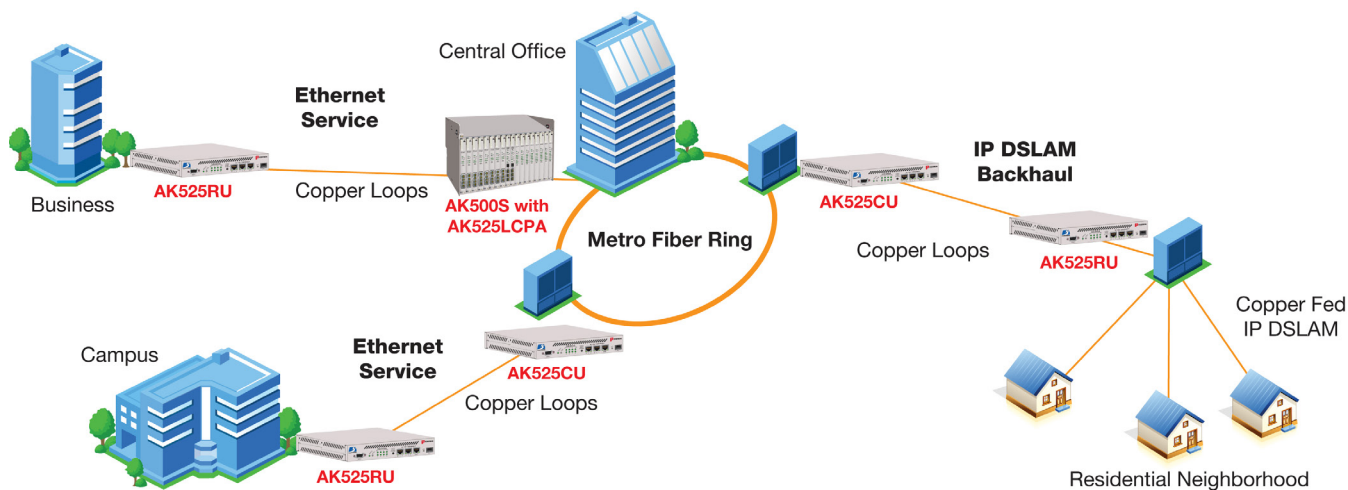 Central Office
Ethernet
Service
IP DSLAM
Backhaul
AK525RU
Copper Loops
Business
AK500S with
AK525LCPA
AK525CU
Metro Fiber Ring
Copper Loops
AK525RU
Copper Fed
IP DSLAM
Campus
Ethernet
Service
AK525CU
Copper Loops
AK525RU
Residential Neighborhood